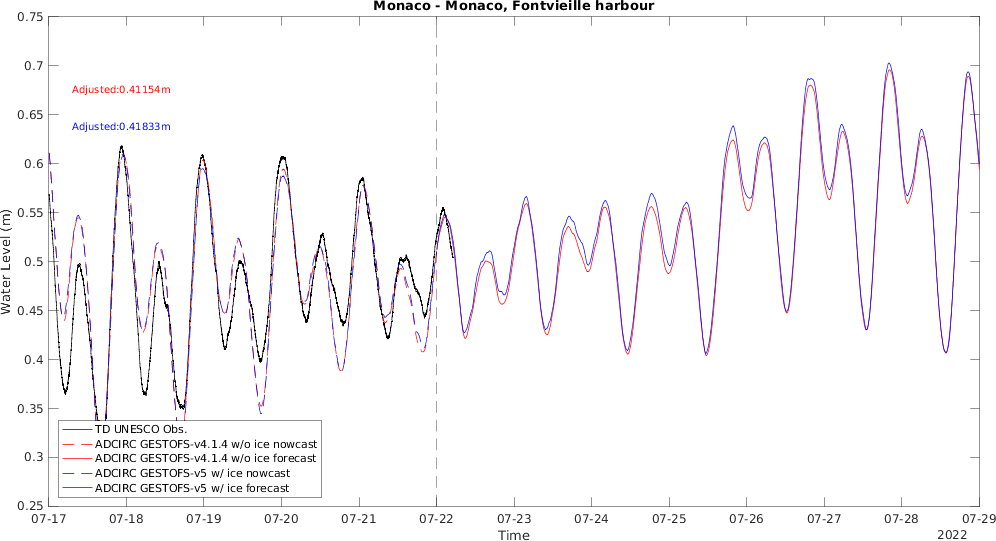 Monaco - Monaco, Fontvieille harbour
0.75
0.7
0.65
0.6
0.55
0.5
0.45
0.4
0.35
0.3
0.25
Water Level (m)
Adjusted:0.41154m
Adjusted:0.41833m
TD UNESCO Obs.
ADCIRC GESTOFS-v4.1.4 w/o ice nowcast
ADCIRC GESTOFS-v4.1.4 w/o ice forecast
ADCIRC GESTOFS-v5 w/ ice nowcast
ADCIRC GESTOFS-v5 w/ ice forecast
07-17 07-18 07-19 07-20 07-21 07-22 07-23 07-24 07-25 07-26 07-27 07-28 07-29
Time
2022